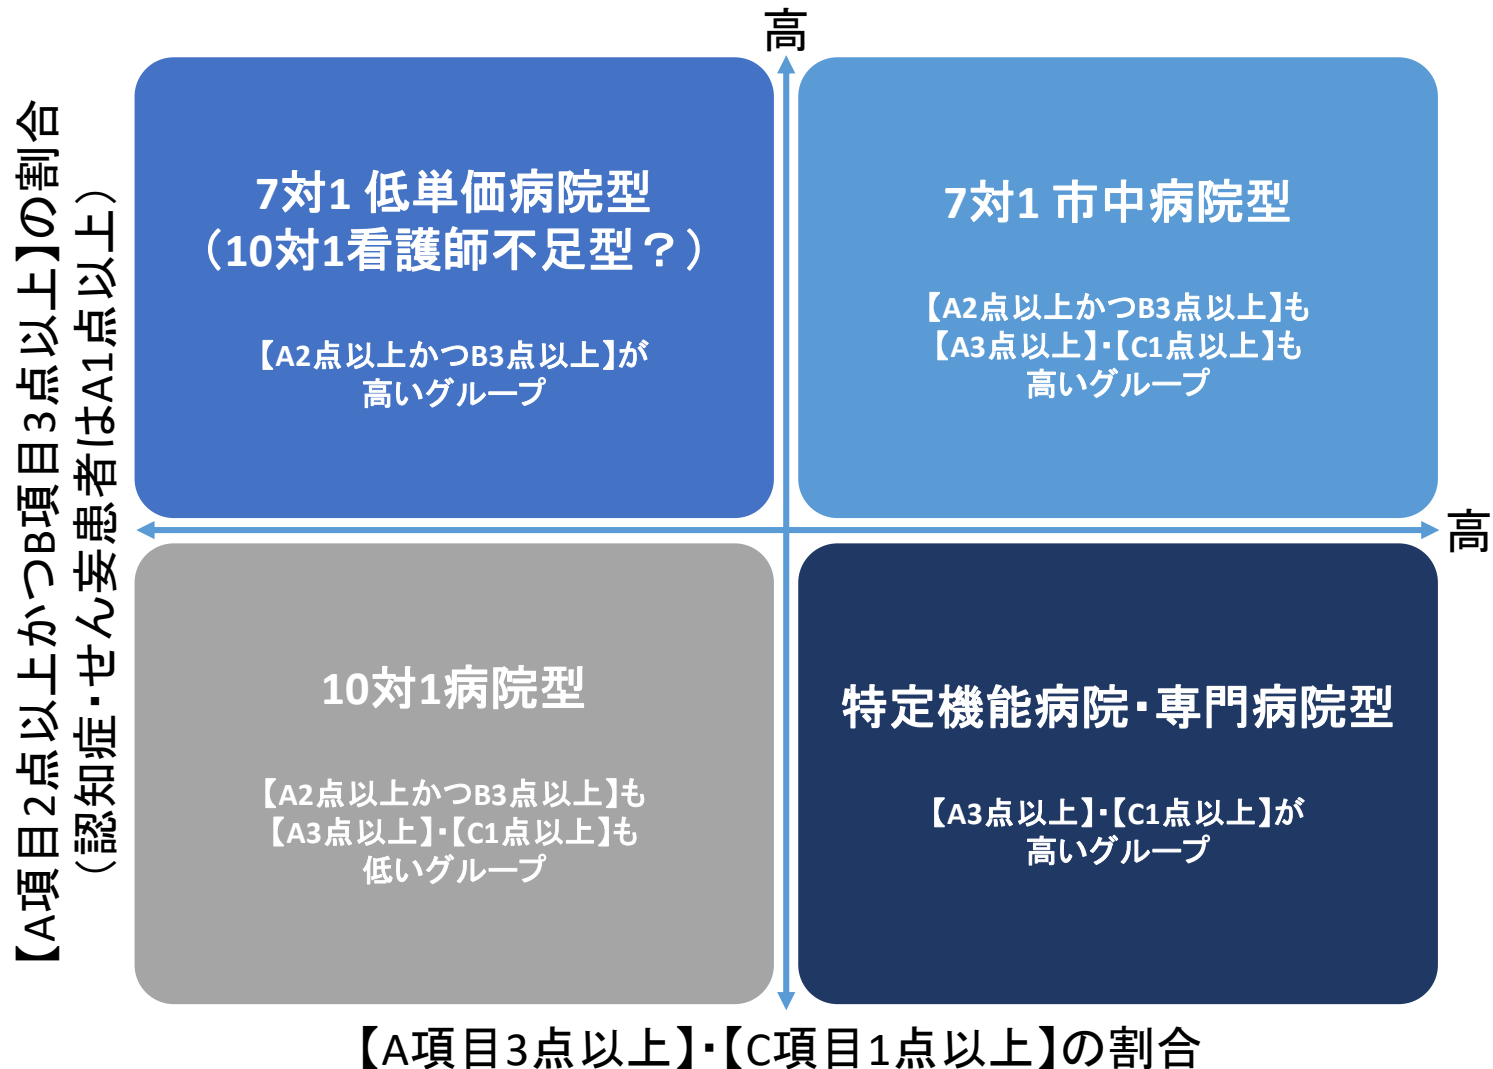 高
【A項目2点以上かつB項目3点以上】の割合
（認知症・せん妄患者はA1点以上）
7対1 低単価病院型
（10対1看護師不足型？）
【A2点以上かつB3点以上】が
高いグループ
7対1 市中病院型
【A2点以上かつB3点以上】も
【A3点以上】・【C1点以上】も
高いグループ
高
10対1病院型
【A2点以上かつB3点以上】も
【A3点以上】・【C1点以上】も
低いグループ
特定機能病院・専門病院型
【A3点以上】・【C1点以上】が
高いグループ
【A項目3点以上】・【C項目1点以上】の割合